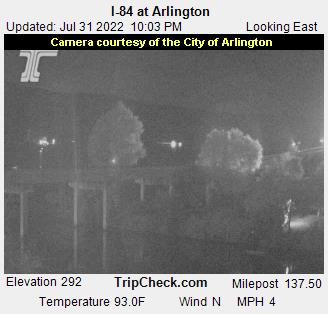 I-84 at Arlington
Updated: Jul 31 2022 10:03 PM Looking East
Camera courtesy of the City of Arlington
Elevation 292 TripCheck.com Milepost 137.50
Temperature 93.0F Wind N MPH 4